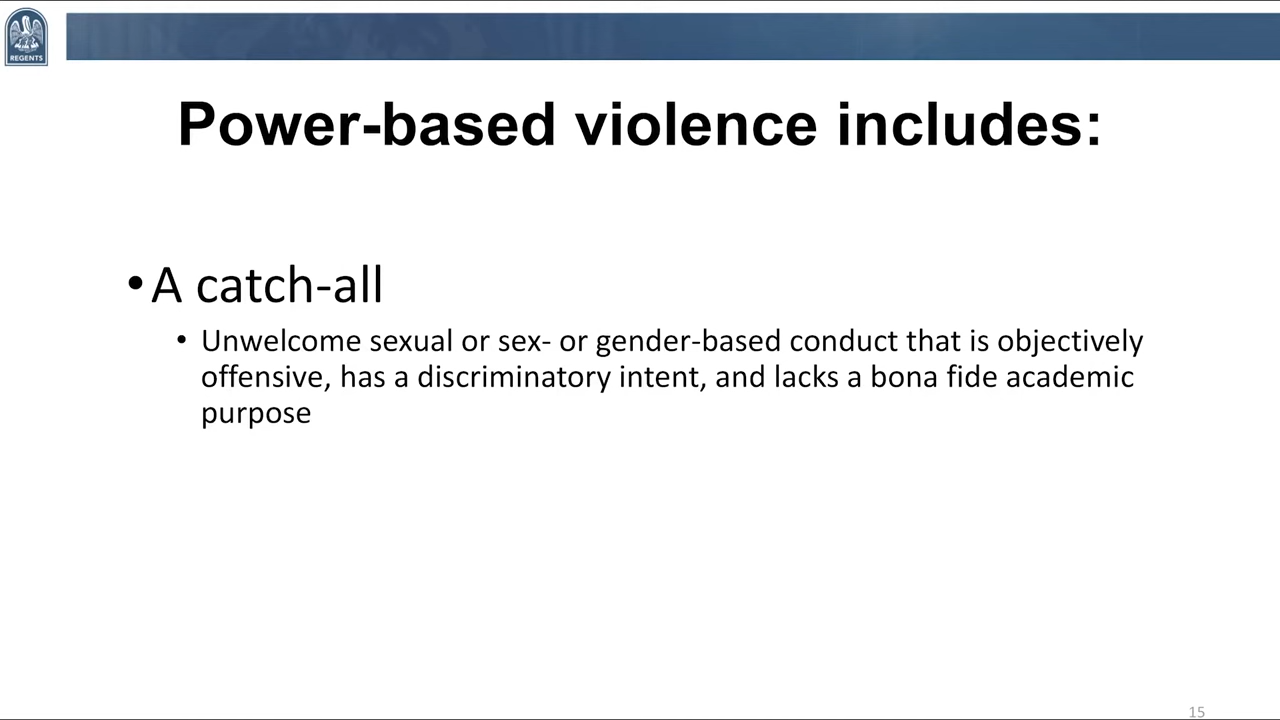 REGENTS
Power-based violence includes:
•A catch-all
• Unwelcome sexual or sex- or gender-based conduct that is objectively
offensive, has a discriminatory intent, and lacks a bona fide academic
purpose
15